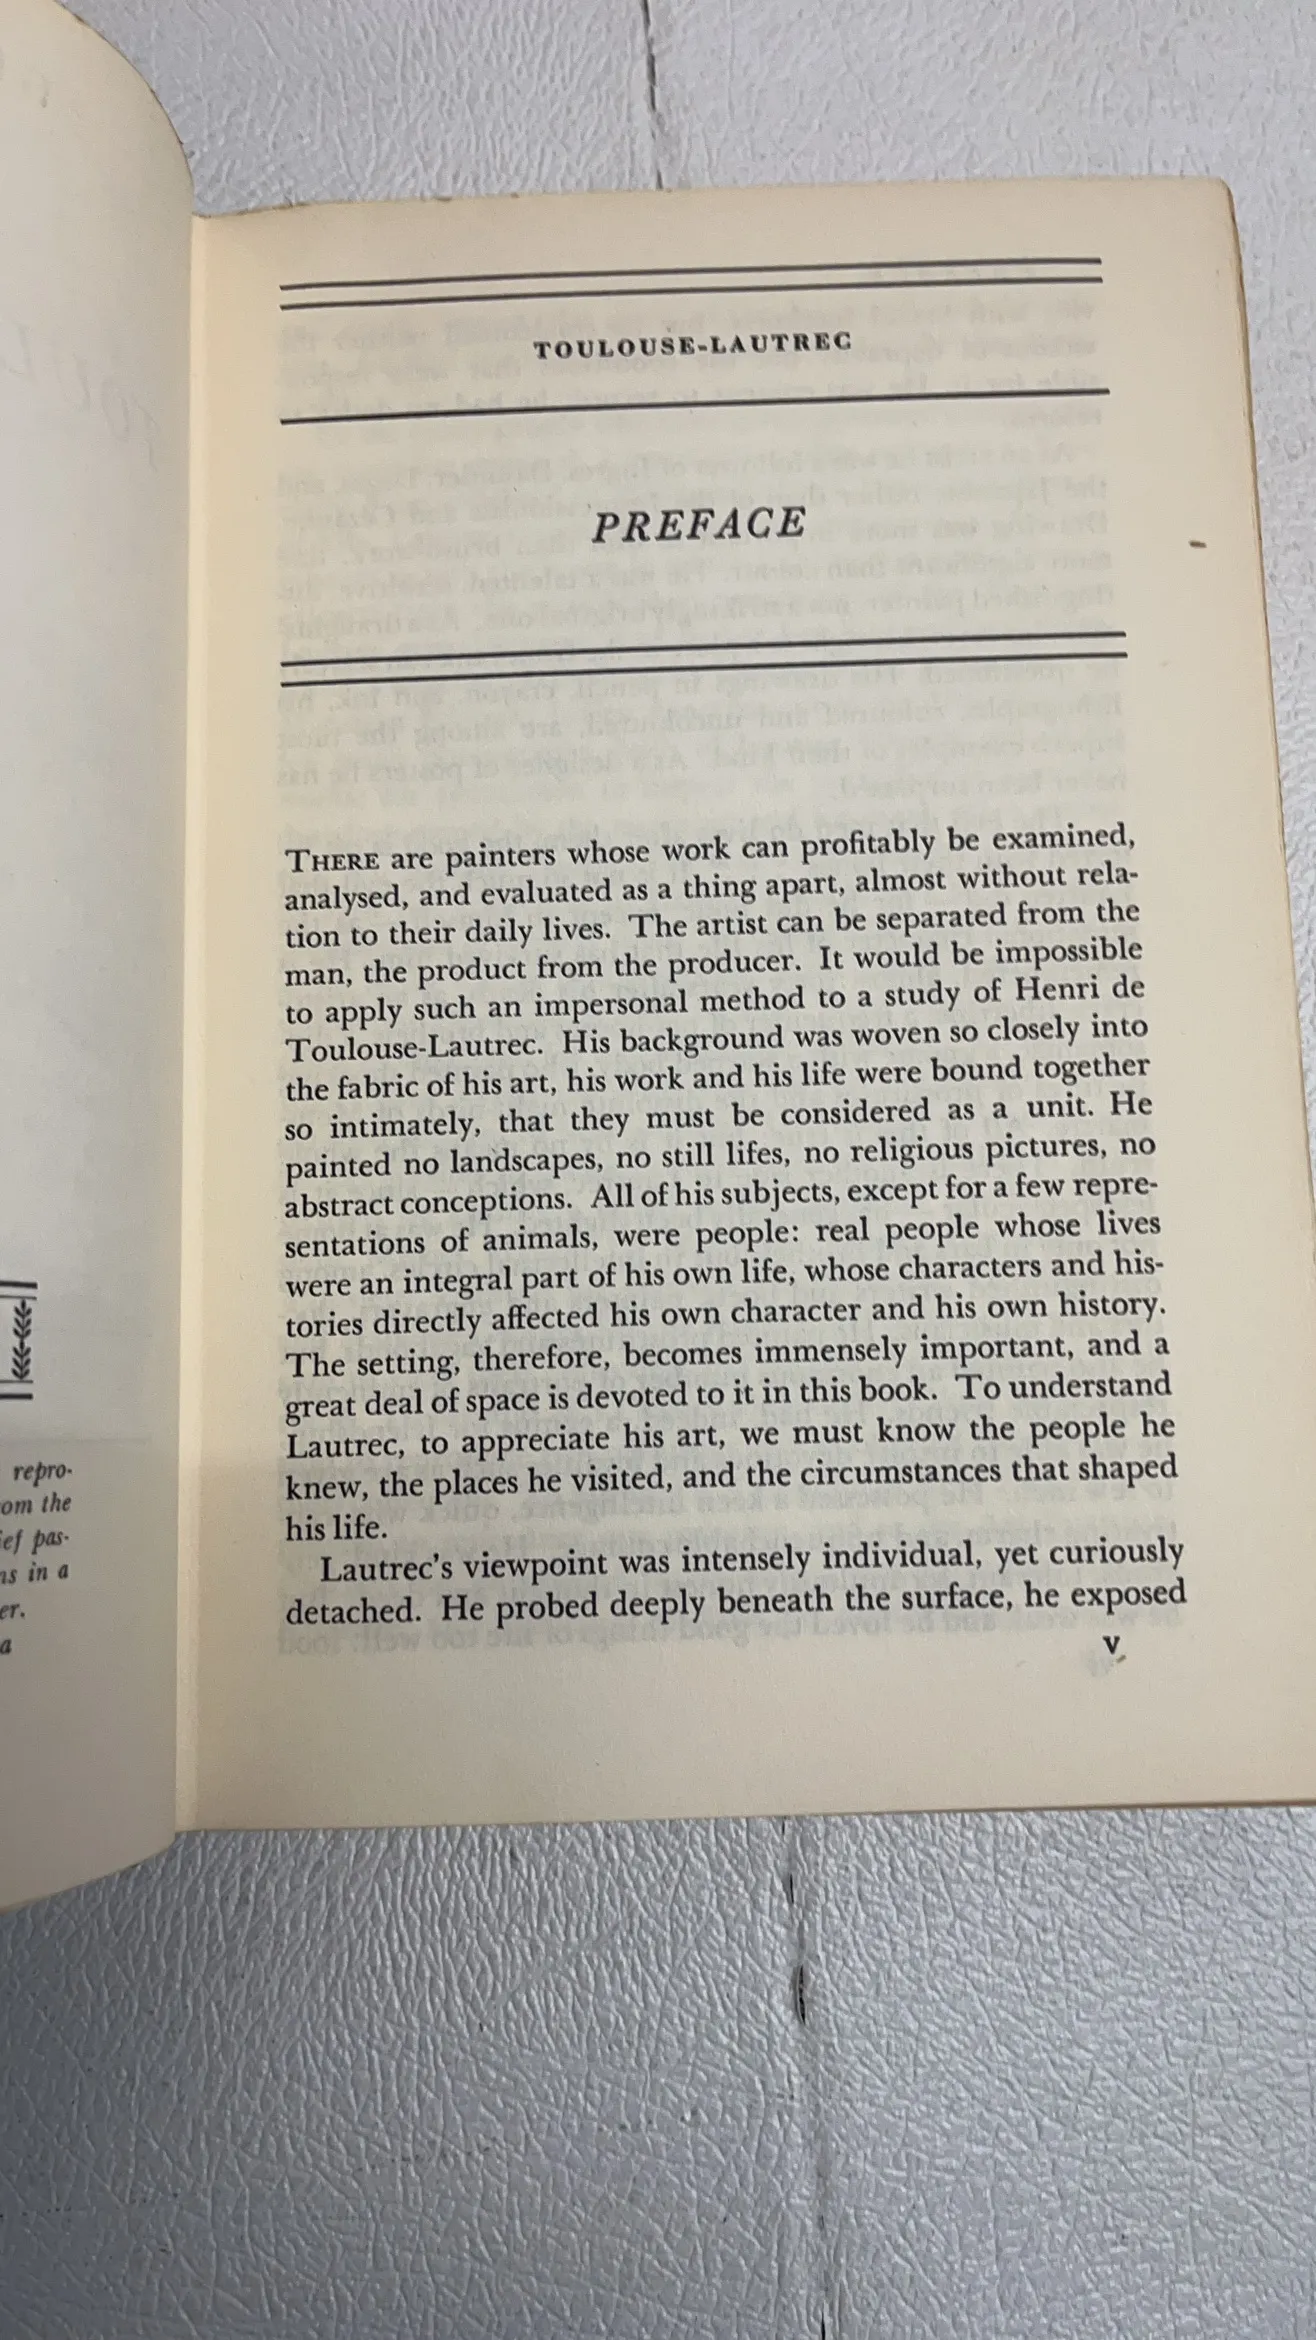 repro-
om the
ief pas-
ns in a
er.
a
TOULOUSE-LAUTREC
PREFACE
THERE are painters whose work can profitably be examined,
analysed, and evaluated as a thing apart, almost without rela-
tion to their daily lives. The artist can be separated from the
man, the product from the producer. It would be impossible
to apply such an impersonal method to a study of Henri de
Toulouse-Lautrec. His background was woven so closely into
the fabric of his art, his work and his life were bound together
so intimately, that they must be considered as a unit. He
painted no landscapes, no still lifes, no religious pictures, no
abstract conceptions. All of his subjects, except for a few repre-
sentations of animals, were people: real people whose lives
were an integral part of his own life, whose characters and his-
tories directly affected his own character and his own history.
The setting, therefore, becomes immensely important, and a
great deal of space is devoted to it in this book. To understand
Lautrec, to appreciate his art, we must know the people he
knew, the places he visited, and the circumstances that shaped
his life.
Lautrec's viewpoint was intensely individual, yet curiously
detached. He probed deeply beneath the surface, he exposed
v